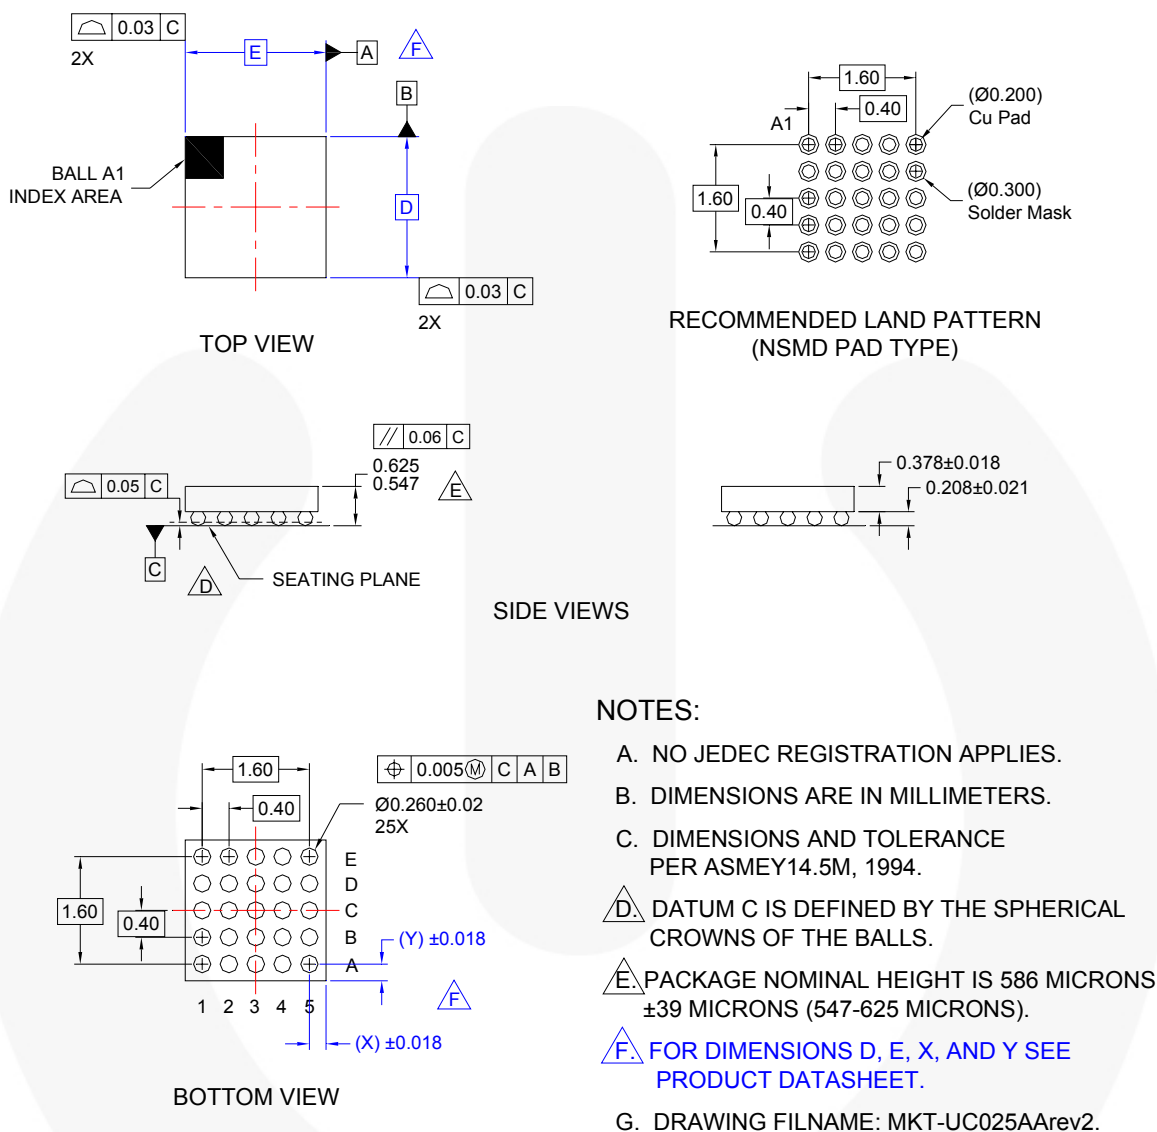 0.03 C
2X
E
A
F
B
BALL A1
INDEX AREA
D
0.03 C
2X
TOP VIEW
1.60
0.40
A1
(Ø0.200)
Cu Pad
1.60
0.40
(Ø0.300)
Solder Mask
RECOMMENDED LAND PATTERN
(NSMD PAD TYPE)
// 0.06 C
0.625
0.547
E
0.05 C
C
D
SEATING PLANE
0.378±0.018
0.208±0.021
SIDE VIEWS
1.60
0.40
0.005Ⓜ C A B
Ø0.260±0.02
25X
E
D
C
B
A
1.60
0.40
(Y) ±0.018
F
1 2 3 4 5
(X) ±0.018
BOTTOM VIEW
NOTES:
A. NO JEDEC REGISTRATION APPLIES.
B. DIMENSIONS ARE IN MILLIMETERS.
C. DIMENSIONS AND TOLERANCE
PER ASMEY14.5M, 1994.
D. DATUM C IS DEFINED BY THE SPHERICAL
CROWNS OF THE BALLS.
E. PACKAGE NOMINAL HEIGHT IS 586 MICRONS
±39 MICRONS (547-625 MICRONS).
F. FOR DIMENSIONS D, E, X, AND Y SEE
PRODUCT DATASHEET.
G. DRAWING FILNAME: MKT-UC025AArev2.